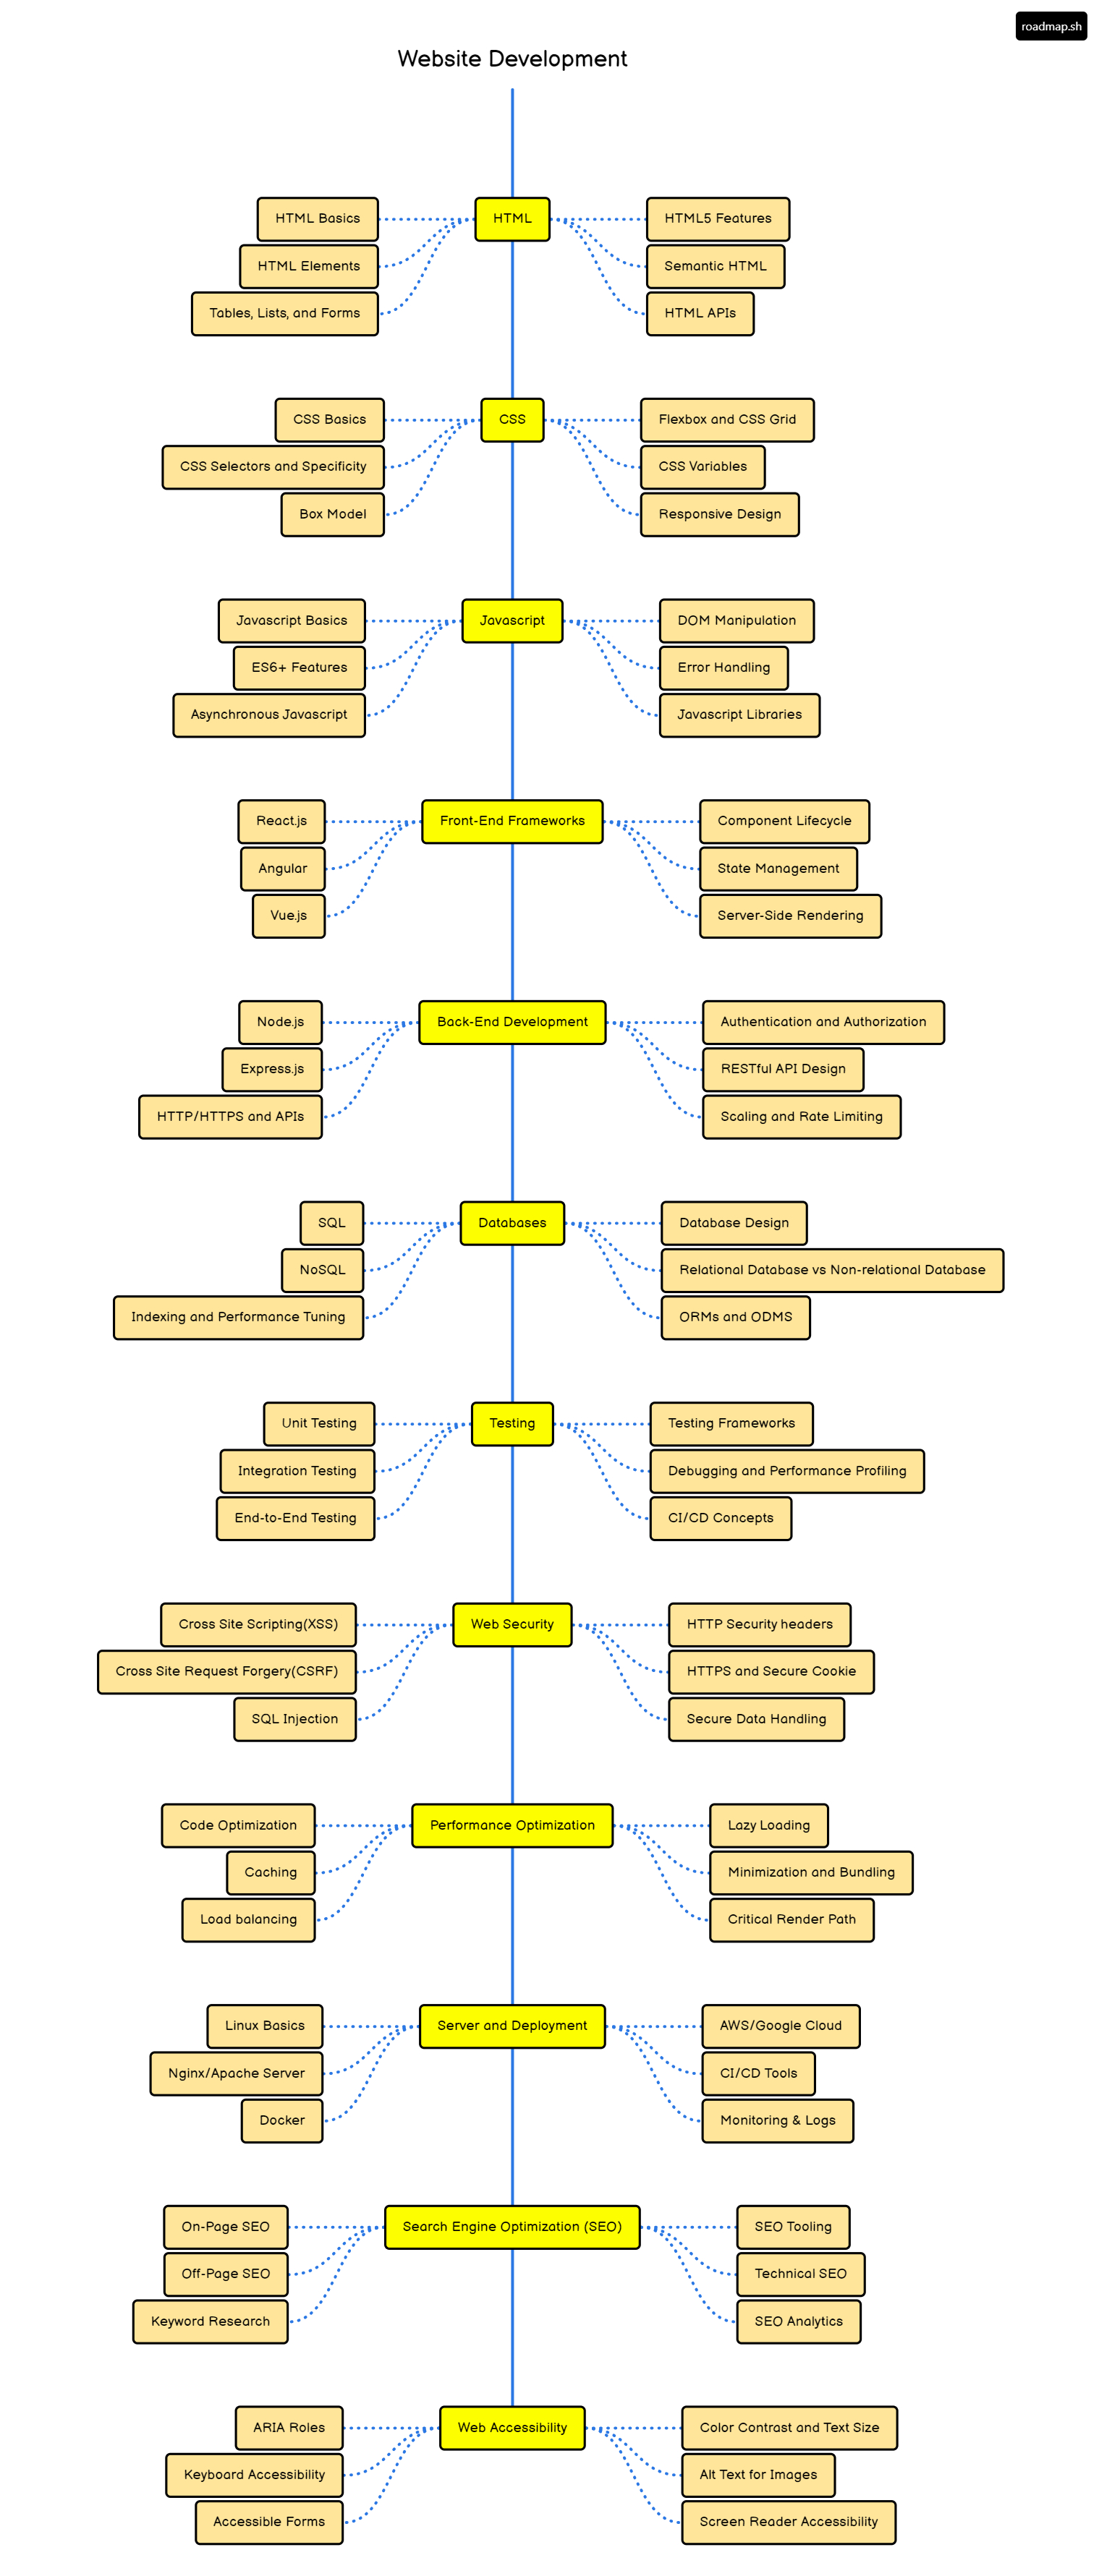 roadmap.sh
Website Development
HTML
HTML Basics
HTML Elements
Tables, Lists, and Forms
HTML5 Features
Semantic HTML
HTML APIs
CSS
CSS Basics
CSS Selectors and Specificity
Box Model
Flexbox and CSS Grid
CSS Variables
Responsive Design
Javascript
Javascript Basics
ES6+ Features
Asynchronous Javascript
DOM Manipulation
Error Handling
Javascript Libraries
Front-End Frameworks
React.js
Angular
Vue.js
Component Lifecycle
State Management
Server-Side Rendering
Back-End Development
Node.js
Express.js
HTTP/HTTPS and APIs
Authentication and Authorization
RESTful API Design
Scaling and Rate Limiting
Databases
SQL
NoSQL
Indexing and Performance Tuning
Database Design
Relational Database vs Non-relational Database
ORMs and ODMS
Testing
Unit Testing
Integration Testing
End-to-End Testing
Testing Frameworks
Debugging and Performance Profiling
CI/CD Concepts
Web Security
Cross Site Scripting(XSS)
Cross Site Request Forgery(CSRF)
SQL Injection
HTTP Security headers
HTTPS and Secure Cookie
Secure Data Handling
Performance Optimization
Code Optimization
Caching
Load balancing
Lazy Loading
Minimization and Bundling
Critical Render Path
Server and Deployment
Linux Basics
Nginx/Apache Server
Docker
AWS/Google Cloud
CI/CD Tools
Monitoring & Logs
Search Engine Optimization (SEO)
On-Page SEO
Off-Page SEO
Keyword Research
SEO Tooling
Technical SEO
SEO Analytics
Web Accessibility
ARIA Roles
Keyboard Accessibility
Accessible Forms
Color Contrast and Text Size
Alt Text for Images
Screen Reader Accessibility